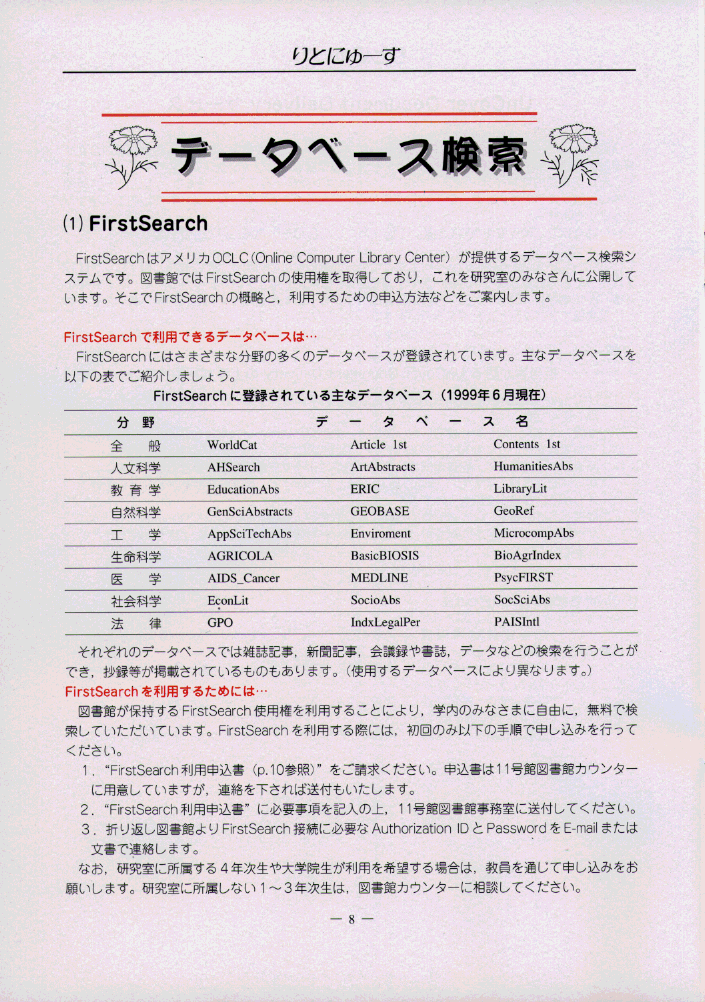 りとにゅーす
データベース検索
(1) FirstSearch
FirstSearchはアメリカOCLC(Online Computer Library Center) が提供するデータベース検索シ
ステムです。図書館ではFirstSearchの使用権を取得しており，これを研究室のみなさんに公開して
います。そこでFirstSearchの概略と，利用するための申込方法などをご案内します。
FirstSearchで利用できるデータベースは…
FirstSearchにはさまざまな分野の多くのデータベースが登録されています。主なデータベースを
以下の表でご紹介しましょう。
FirstSearchに登録されている主なデータベース（1999年6月現在）
分 野 データベース名
全 般 WorldCat Article 1st Contents 1st
人文科学 AHSearch ArtAbstracts HumanitiesAbs
教 育 学 EducationAbs ERIC LibraryLit
自然科学 GenSciAbstracts GEOBASE GeoRef
工 学 AppSciTechAbs Enviroment MicrocompAbs
生命科学 AGRICOLA BasicBIOSIS BioAgrIndex
医 学 AIDS_Cancer MEDLINE PsycFIRST
社会科学 EconLit SocioAbs SocSciAbs
法 律 GPO IndxLegalPer PAISIntl
それぞれのデータベースでは雑誌記事，新聞記事，会議録や書誌，データなどの検索を行うことが
でき，抄録等が掲載されているものもあります。（使用するデータベースにより異なります。）
FirstSearchを利用するためには…
図書館が保持するFirstSearch使用権を利用することにより，学内のみなさまに自由に，無料で検
索していただいています。FirstSearchを利用する際には，初回のみ以下の手順で申し込みを行って
ください。
1．“FirstSearch利用申込書（p.10参照）”をご請求ください。申込書は11号館図書館カウンター
に用意していますが，連絡を下されば送付もいたします。
2．“FirstSearch利用申込書”に必要事項を記入の上，11号館図書館事務室に送付してください。
3．折り返し図書館よりFirstSearch接続に必要なAuthorization IDとPasswordをE-mailまたは
文書で連絡します。
なお，研究室に所属する4年次生や大学院生が利用を希望する場合は，教員を通じて申し込みをお
願いします。研究室に所属しない1～3年次生は，図書館カウンターに相談してください。
― 8 ―